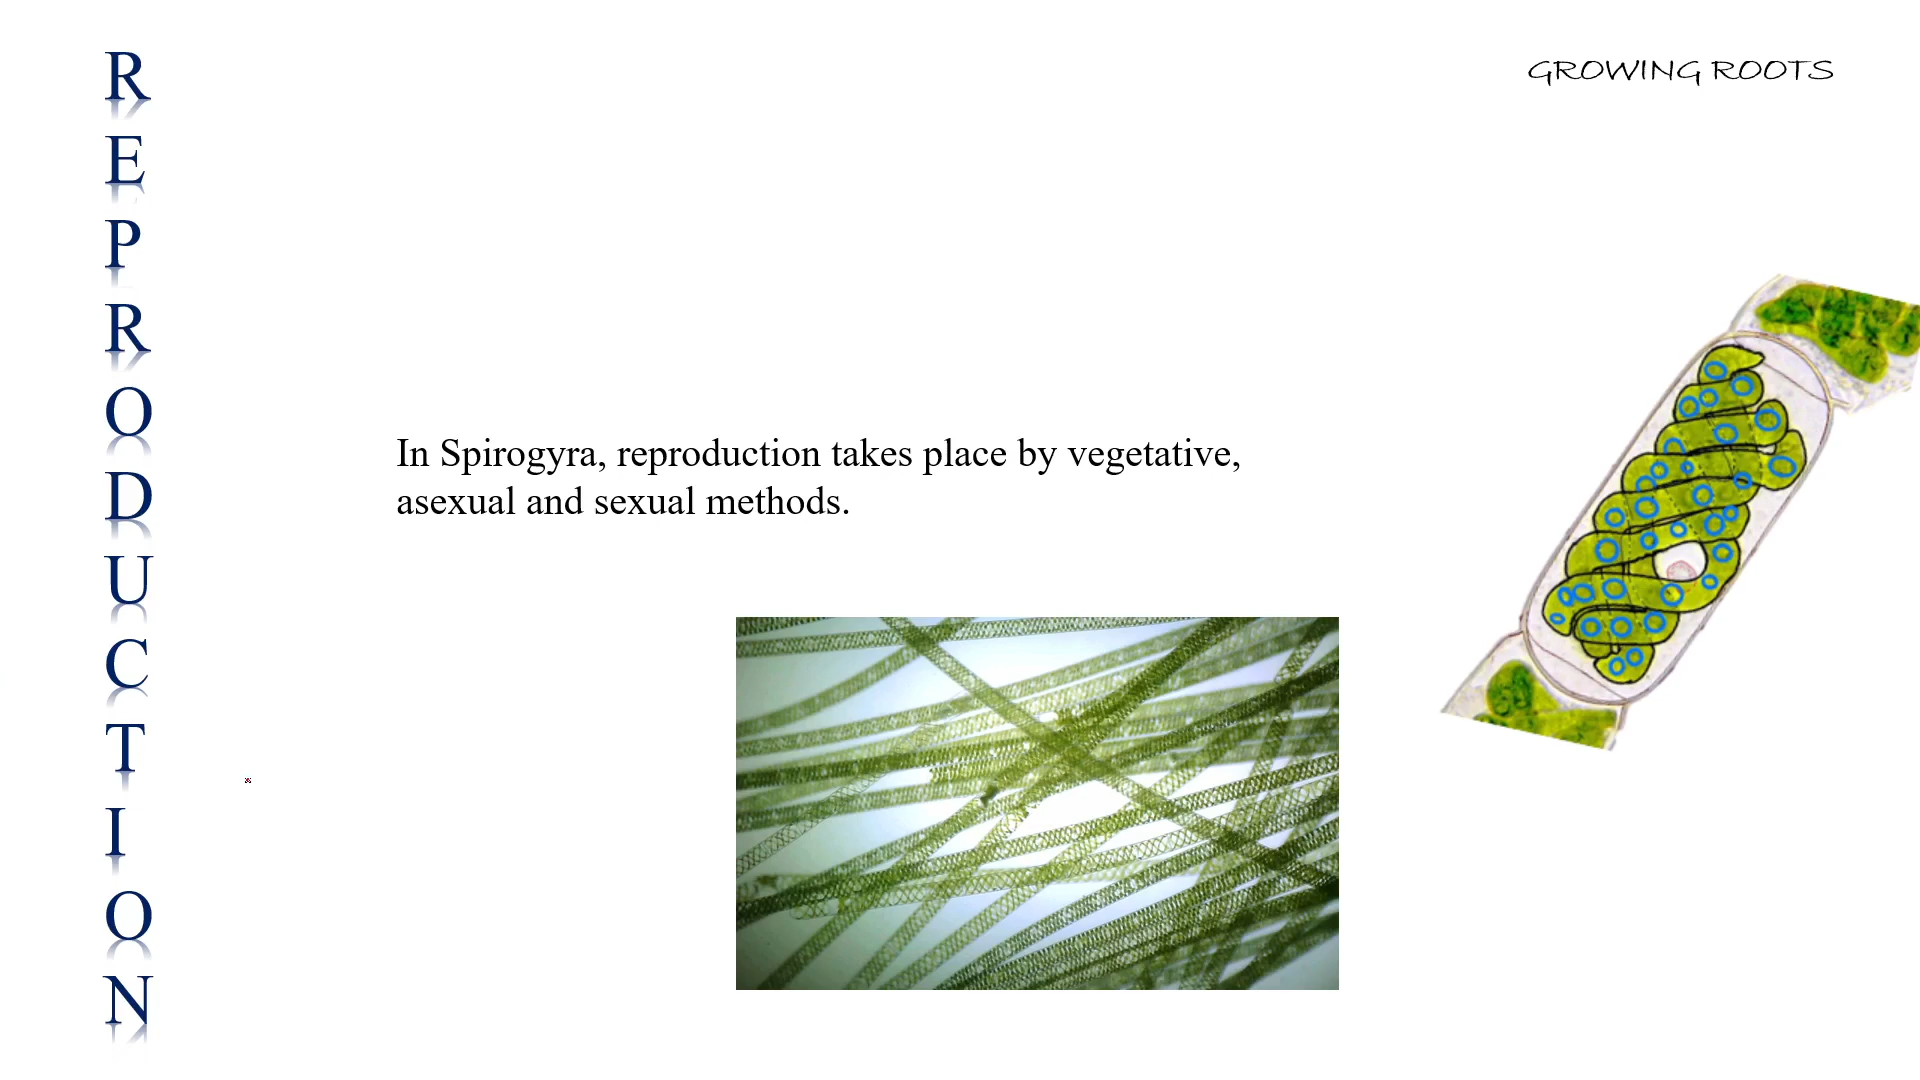 REPRODUCTION
GROWING ROOTS
In Spirogyra, reproduction takes place by vegetative,
asexual and sexual methods.